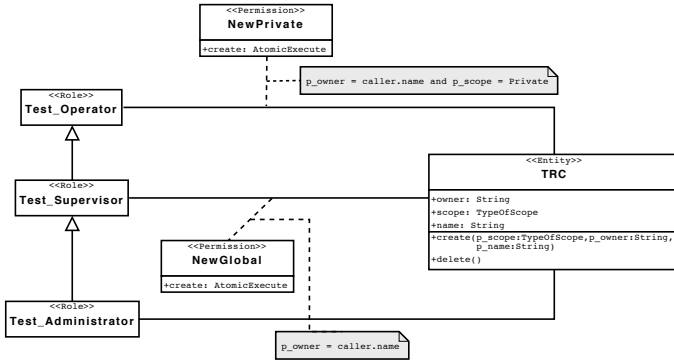 <<Permission>>
NewPrivate
+create: AtomicExecute
p_owner = caller.name and p_scope = Private
<<Role>>
Test_Operator
<<Entity>>
TRC
+owner: String
+scope: TypeOfScope
+name: String
+create(p_scope:TypeOfScope,p_owner:String,
p_name:String)
+delete()
<<Role>>
Test_Supervisor
<<Permission>>
NewGlobal
+create: AtomicExecute
<<Role>>
Test_Administrator
p_owner = caller.name